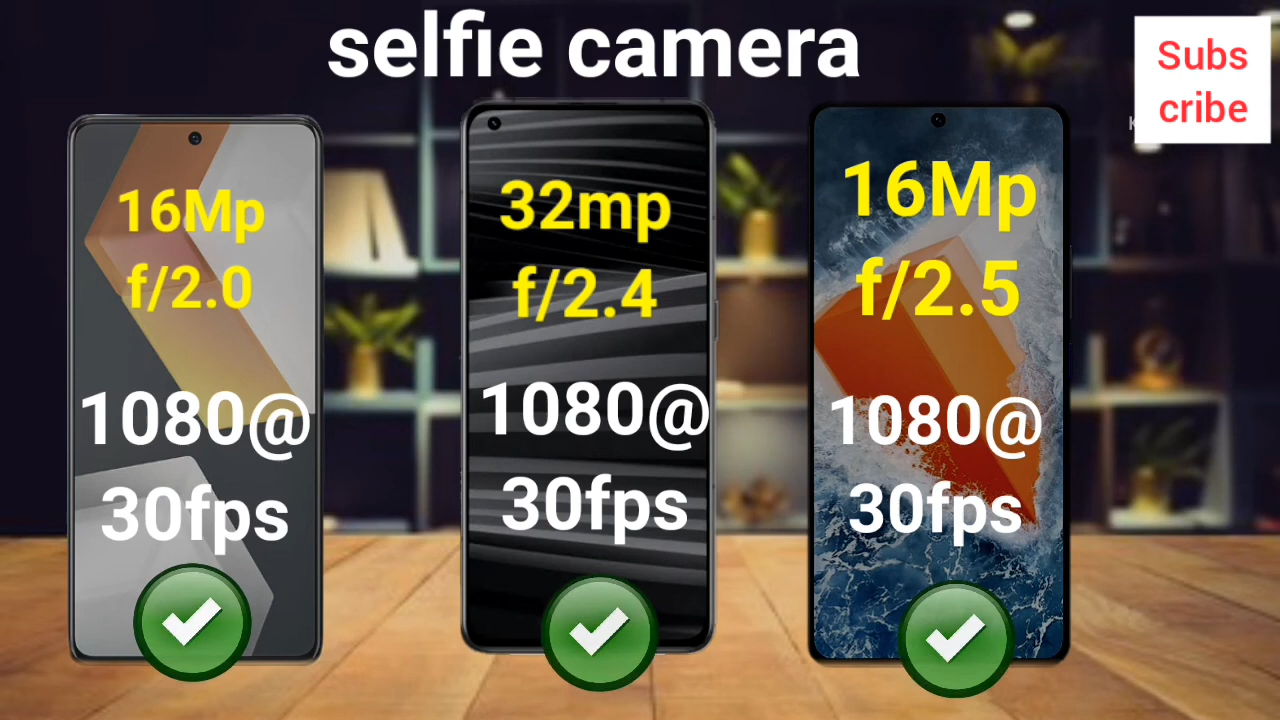 selfie camera
Subs
cribe
16Mp
f/2.0
1080@
30fps
32mp
f/2.4
1080@
30fps
16Mp
f/2.5
1080@
30fps